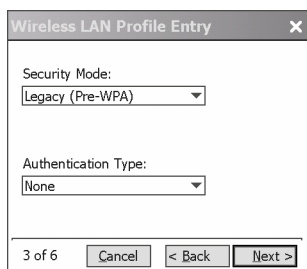 Wireless LAN Profile Entry X
Security Mode:
Legacy (Pre-WPA)
Authentication Type:
None
3 of 6 Cancel < Back Next >